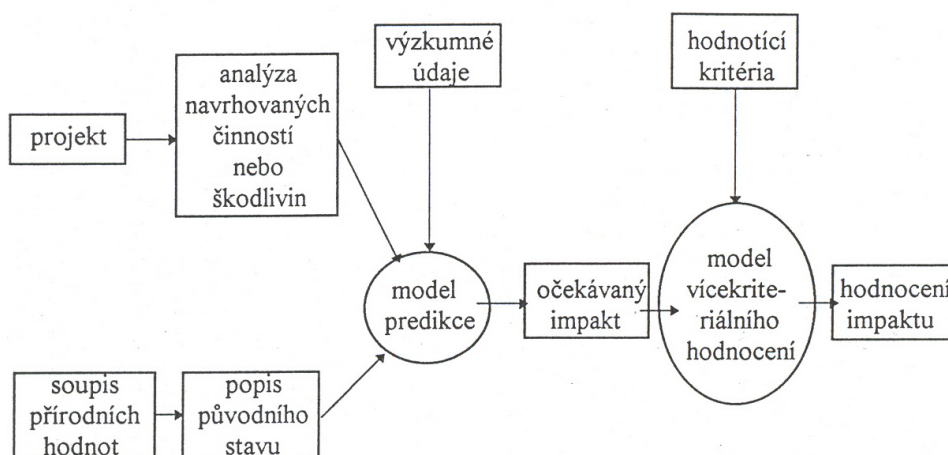 projekt
analýza
navrhovaných
činností
nebo
škodlivin
výzkumné
údaje
hodnotící
kritéria
soupis
přírodních
hodnot
popis
původního
stavu
model
predikce
očekávaný
impakt
model
vícekrite-
riálního
hodnocení
hodnocení
impaktu